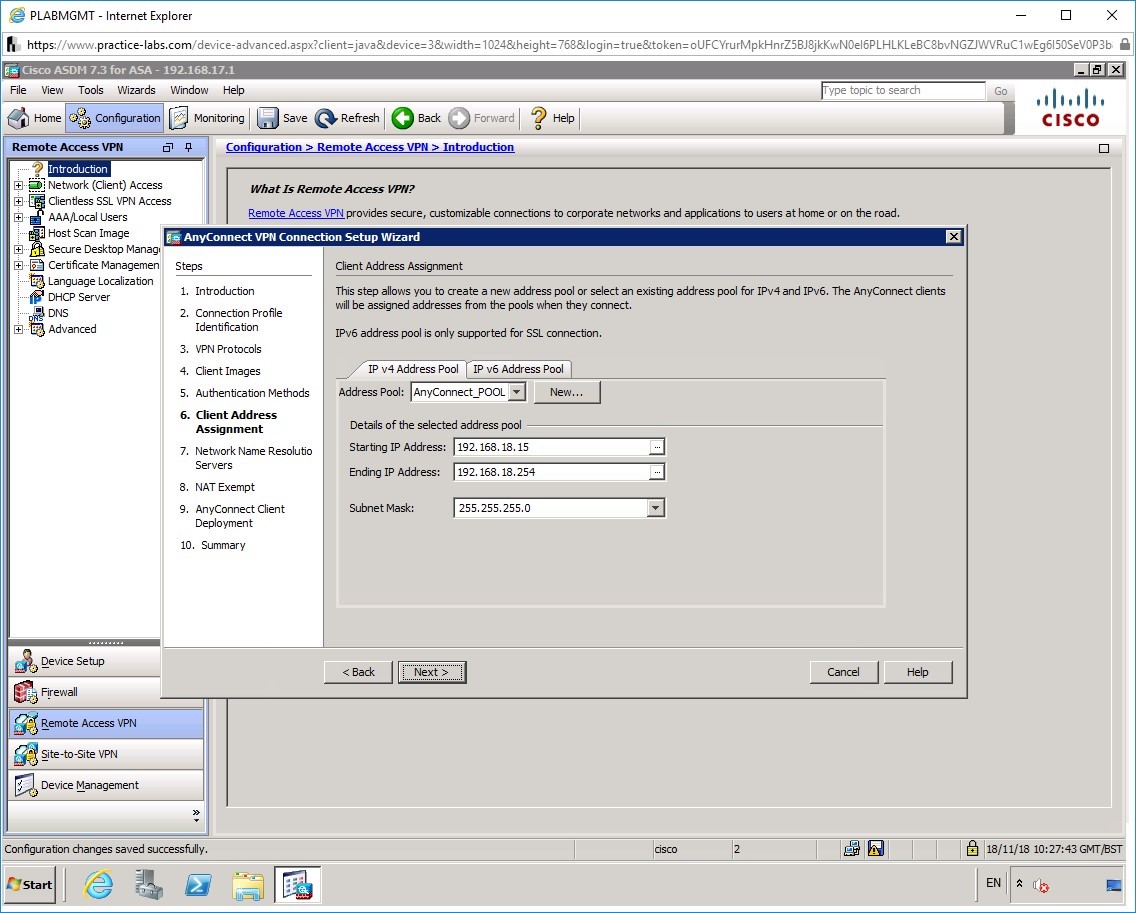 PLABMGMT - Internet Explorer
https://www.practice-labs.com/device-advanced.aspx?client=java&device=3&width=1024&height=768&login=true&token=oUFCYrurMpkHnrZ5BJ8jkKwN0eI6PLHLKLeBC8bvNGZJWVRuC1wEg6l50SeV0P3b
Cisco ASDM 7.3 for ASA - 192.168.17.1
File View Tools Wizards Window Help
Type topic to search Go
Home Configuration Monitoring Save Refresh Back Forward Help
CISCO
Remote Access VPN
Configuration > Remote Access VPN > Introduction
Introduction
Network (Client) Access
Clientless SSL VPN Access
AAA/Local Users
Host Scan Image
Secure Desktop Manag
Certificate Managemen
Language Localization
DHCP Server
DNS
Advanced
What Is Remote Access VPN?
Remote Access VPN provides secure, customizable connections to corporate networks and applications to users at home or on the road.
AnyConnect VPN Connection Setup Wizard
Steps
1. Introduction
2. Connection Profile
Identification
3. VPN Protocols
4. Client Images
5. Authentication Methods
6. Client Address
Assignment
7. Network Name Resolutio
Servers
8. NAT Exempt
9. AnyConnect Client
Deployment
10. Summary
Client Address Assignment
This step allows you to create a new address pool or select an existing address pool for IPv4 and IPv6. The AnyConnect clients
will be assigned addresses from the pools when they connect.
IPv6 address pool is only supported for SSL connection.
IP v4 Address Pool IP v6 Address Pool
Address Pool: AnyConnect_POOL New...
Details of the selected address pool
Starting IP Address: 192.168.18.15 ...
Ending IP Address: 192.168.18.254 ...
Subnet Mask: 255.255.255.0
< Back Next > Cancel Help
Device Setup
Firewall
Remote Access VPN
Site-to-Site VPN
Device Management
Configuration changes saved successfully. cisco 2 18/11/18 10:27:43 GMT/BST
Start EN